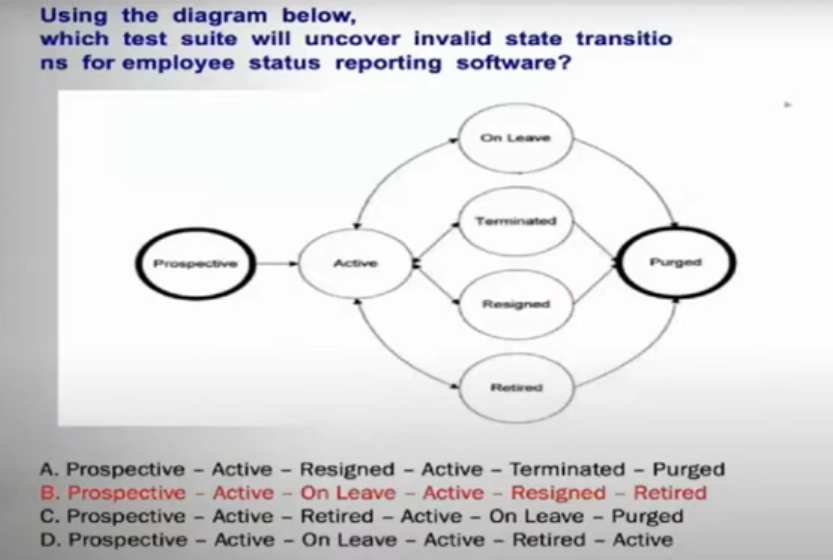 Using the diagram below,
which test suite will uncover invalid state transitio
ns for employee status reporting software?
On Leave
Terminated
Prospective
Active
Purged
Resigned
Retired
A. Prospective – Active – Resigned – Active – Terminated – Purged
B. Prospective – Active – On Leave – Active – Resigned – Retired
C. Prospective – Active – Retired – Active – On Leave – Purged
D. Prospective – Active – On Leave – Active – Retired – Active